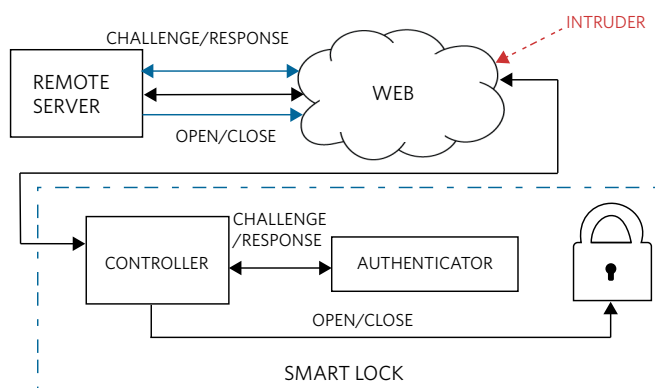 CHALLENGE/RESPONSE
INTRUDER
REMOTE
SERVER
WEB
OPEN/CLOSE
CHALLENGE
/RESPONSE
CONTROLLER
AUTHENTICATOR
OPEN/CLOSE
SMART LOCK